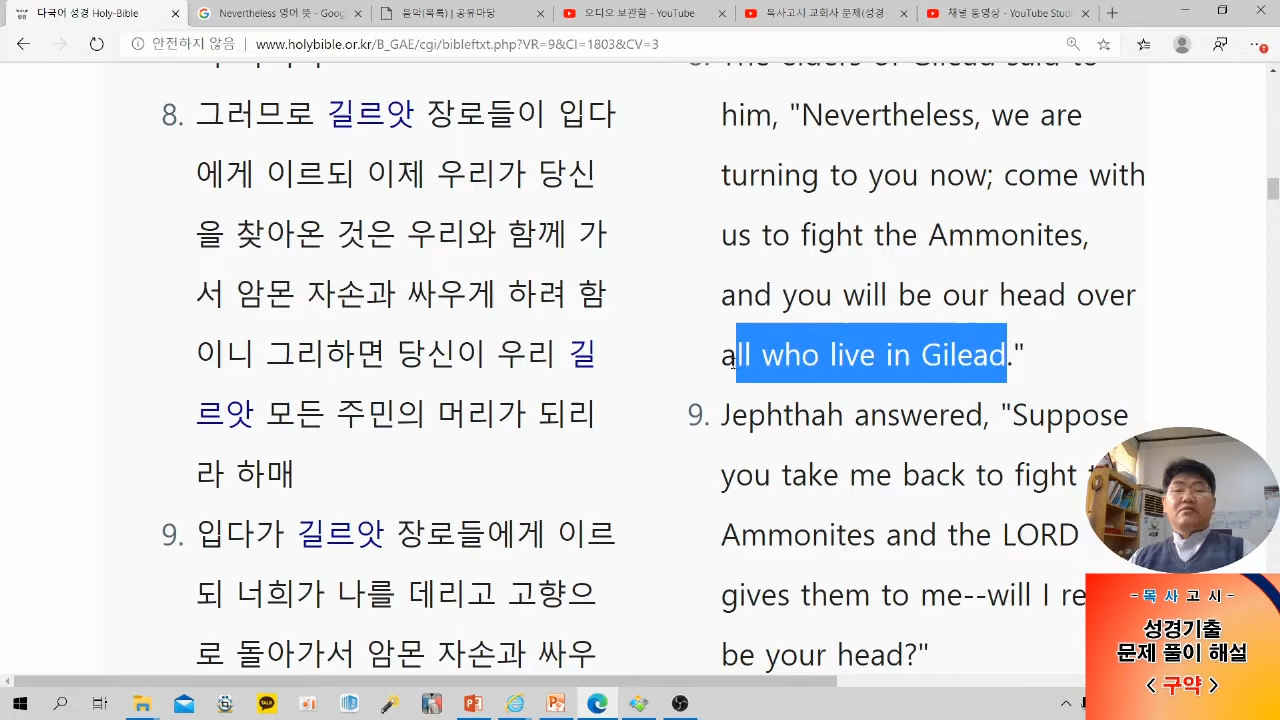 다국어 성경 Holy-Bible
Nevertheless 영어 뜻 - Goog
음악(목록) | 공유마당
오디오 보관함 - YouTube
목사고시 교회사 문제(성경-
채널 동영상 - YouTube Stud
안전하지 않음
www.holybible.or.kr/B_GAE/cgi/bibleftxt.php?VR=9&CI=1803&CV=3
8. 그러므로 길르앗 장로들이 입다
에게 이르되 이제 우리가 당신
을 찾아온 것은 우리와 함께 가
서 암몬 자손과 싸우게 하려 함
이니 그리하면 당신이 우리 길
르앗 모든 주민의 머리가 되리
라 하매
9. 입다가 길르앗 장로들에게 이르
되 너희가 나를 데리고 고향으
로 돌아가서 암몬 자손과 싸우
The elders of Gilead said to
him, "Nevertheless, we are
turning to you now; come with
us to fight the Ammonites,
and you will be our head over
all who live in Gilead."
9. Jephthah answered, "Suppose
you take me back to fight
Ammonites and the LORD
gives them to me--will I re
be your head?"
- 목사고시 -
성경기출
문제 풀이 해설
< 구약 >